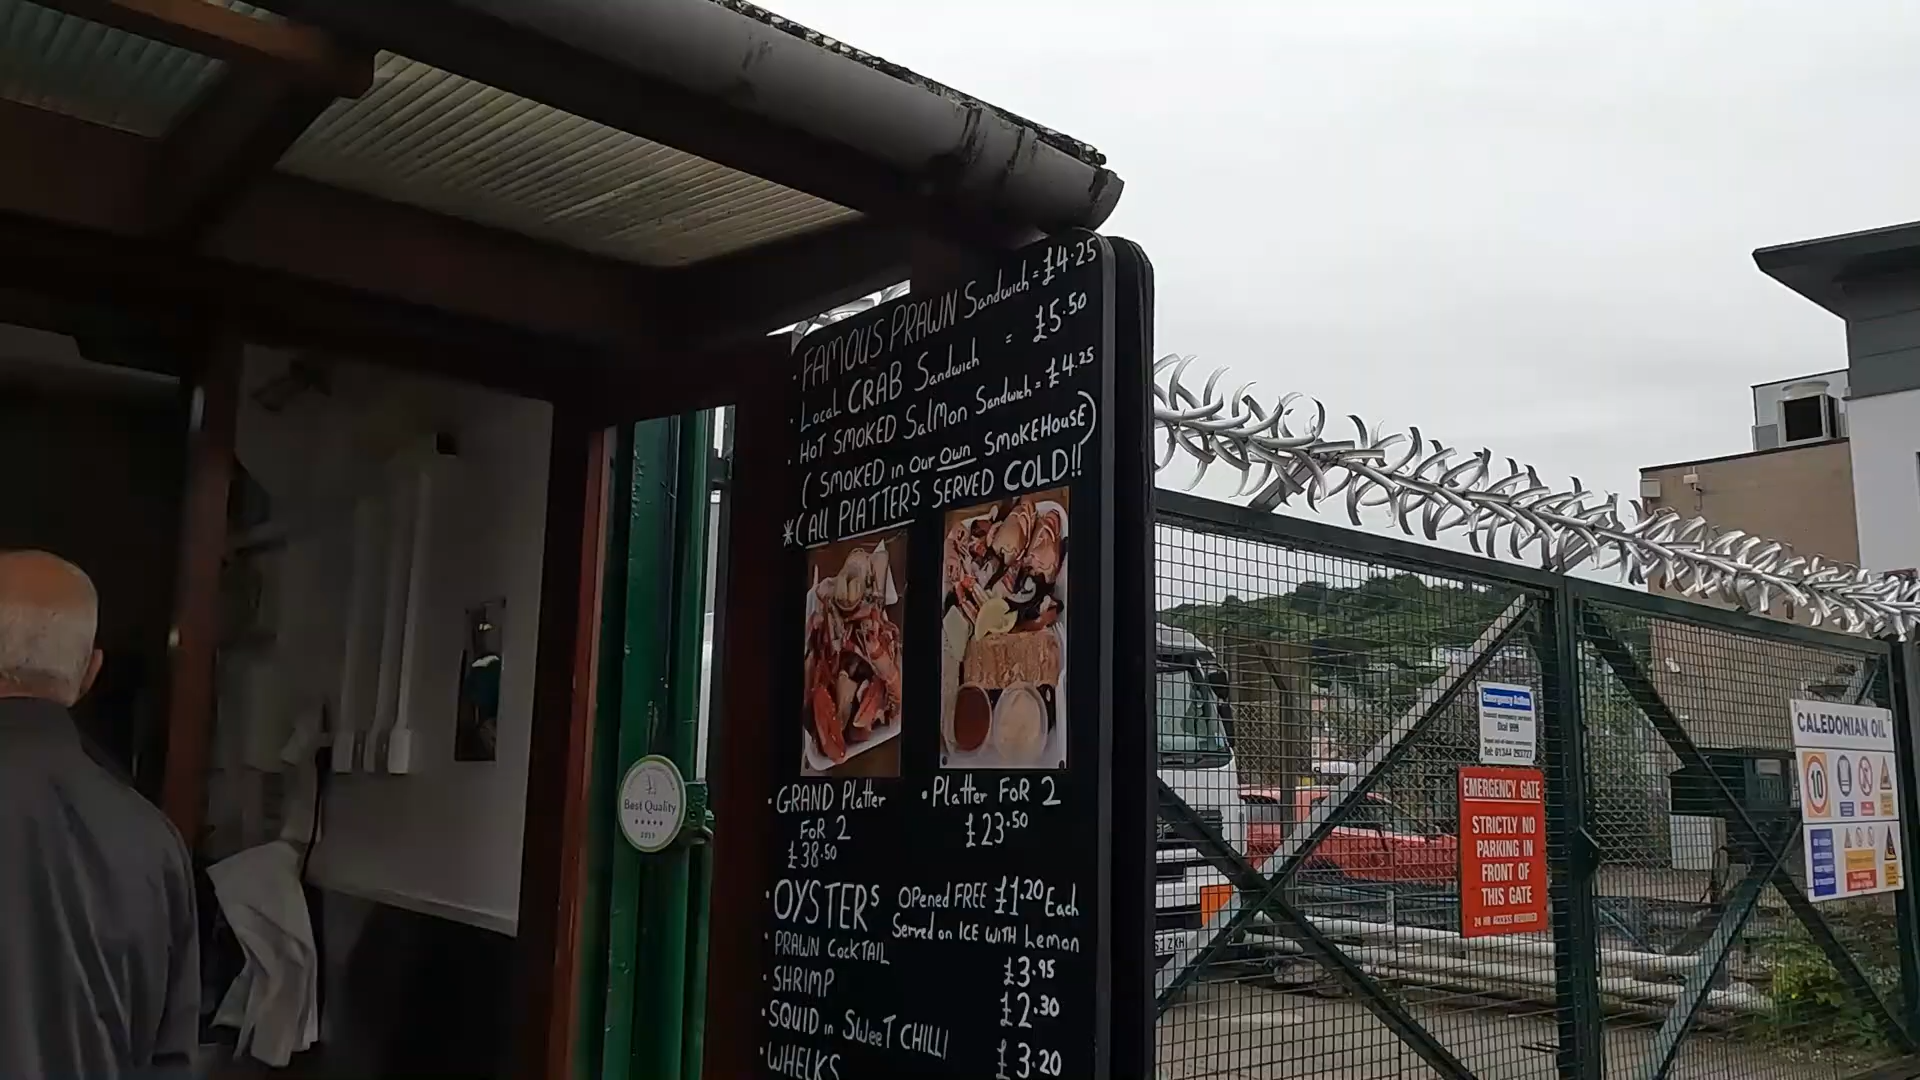 • FAMOUS PRAWN Sandwich = £4.25
• Local CRAB Sandwich = £5.50
• HOT SMOKED Salmon Sandwich = £4.25
( SMOKED in Our Own SMOKEHOUSE)
*( All PLATTERS SERVED COLD!!
• GRAND Platter
FOR 2
£38.50
• Platter FOR 2
£23.50
• OYSTERS OPened FREE £1.20 Each
Served on ICE WITH Lemon
• PRAWN COCKTAIL £3.95
• SHRIMP £2.30
• SQUID in SWEET CHILLI £3.20
• WHELKS
Best Quality
Emergency Action
EMERGENCY GATE
STRICTLY NO
PARKING IN
FRONT OF
THIS GATE
24 HR ACCESS REQUIRED
CALEDONIAN OIL
10